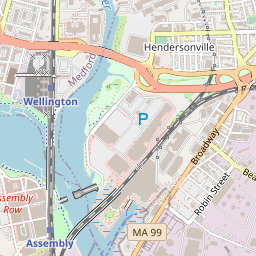 Hendersonville
Medford
Wellington
P
Broadway
Bea
Robin Street
Assembly
Row
MA 99
Assembly